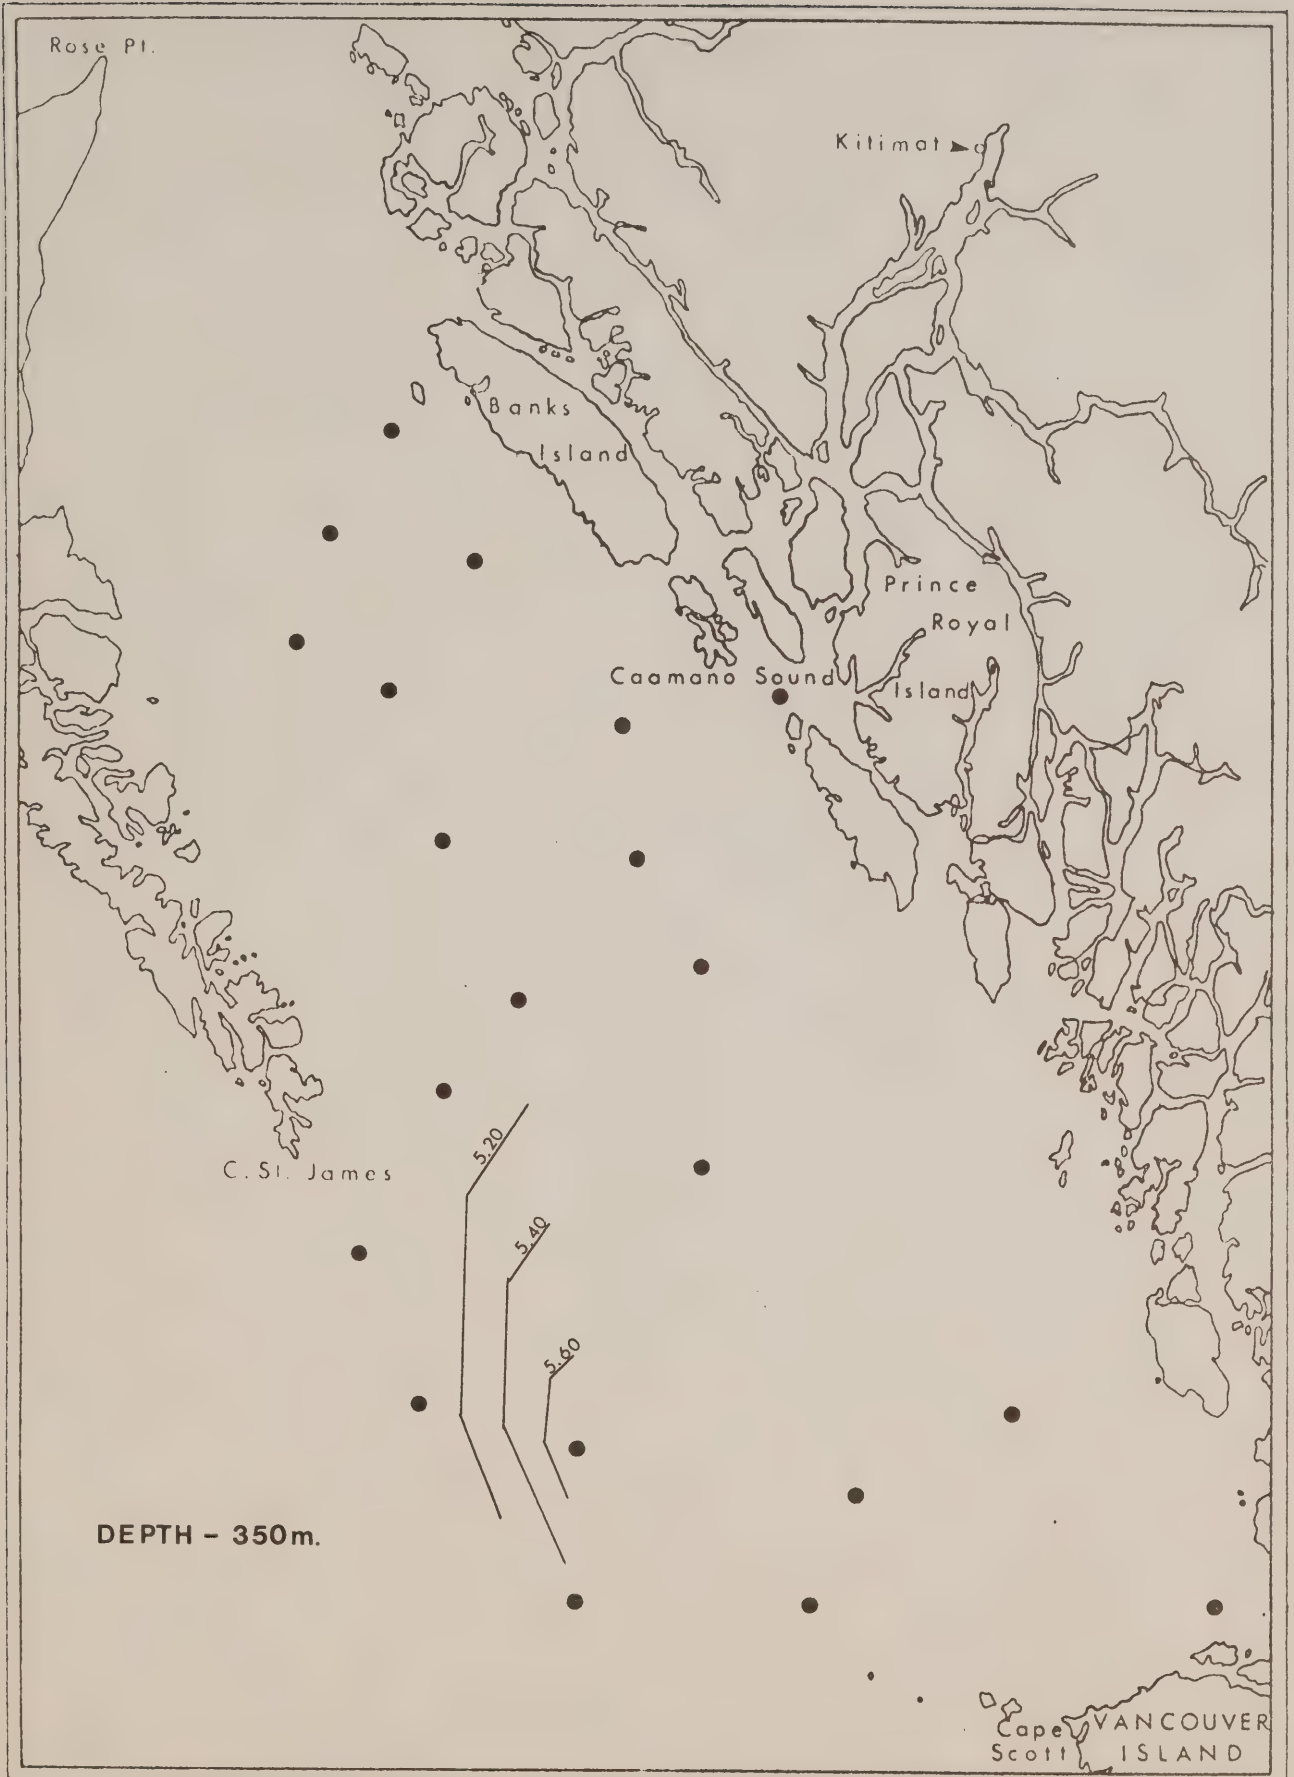 Rose Pt.
Kitimat
Banks
Island
Prince
Royal
Island
Caamano Sound
C. St. James
5.20
5.40
5.60
DEPTH – 350m.
Cape
Scott
VANCOUVER
ISLAND